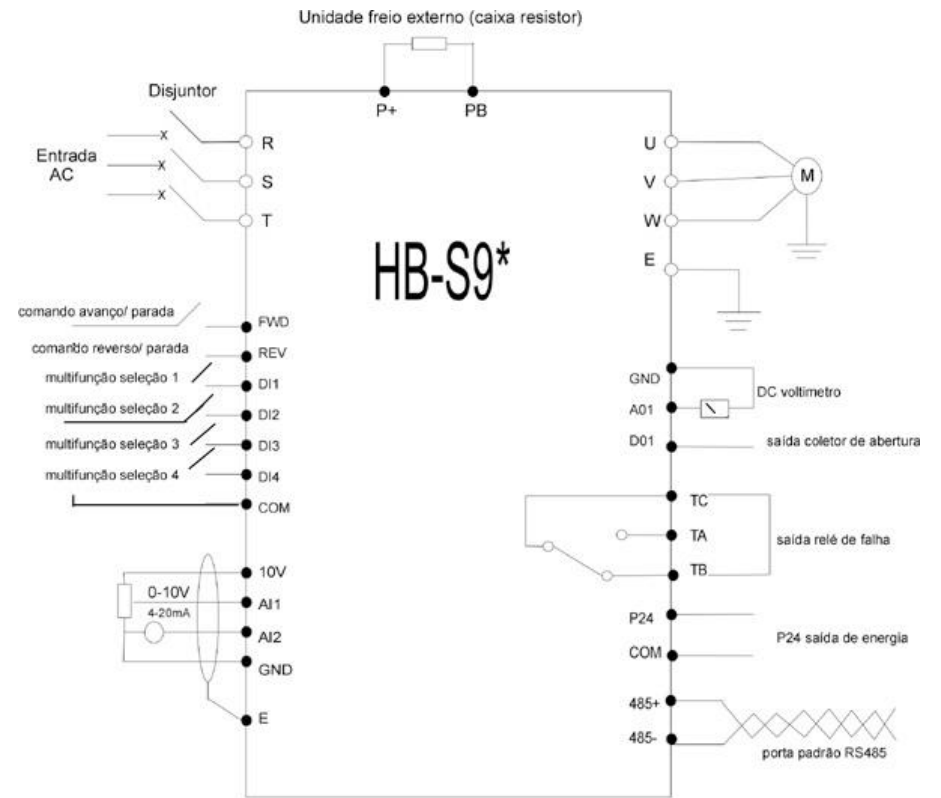 Unidade freio externo (caixa resistor)
P+
PB
Disjuntor
Entrada
AC
X
X
X
R
S
T
U
V
W
E
M
HB-S9*
comando avanço/ parada
FWD
comando reverso/ parada
REV
multifunção seleção 1
DI1
multifunção seleção 2
DI2
multifunção seleção 3
DI3
multifunção seleção 4
DI4
COM
GND
A01
DC voltimetro
D01
saída coletor de abertura
TC
TA
TB
saída relé de falha
10V
0-10V
AI1
4-20mA
AI2
GND
E
P24
COM
P24 saída de energia
485+
485-
porta padrão RS485